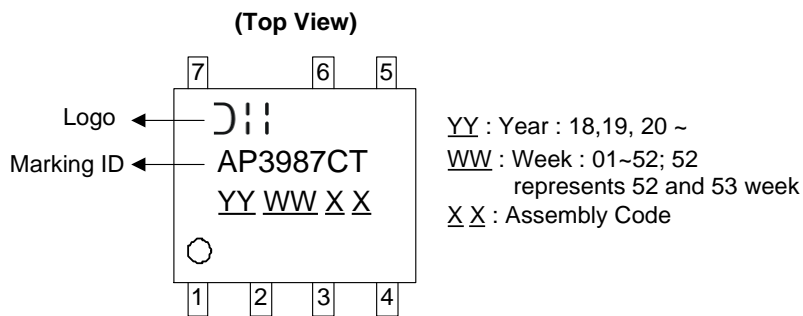 (Top View)
7 6 5
Logo
Marking ID
AP3987CT
YY WW X X
1 2 3 4
YY : Year : 18,19, 20 ~
WW : Week : 01~52; 52
represents 52 and 53 week
X X : Assembly Code